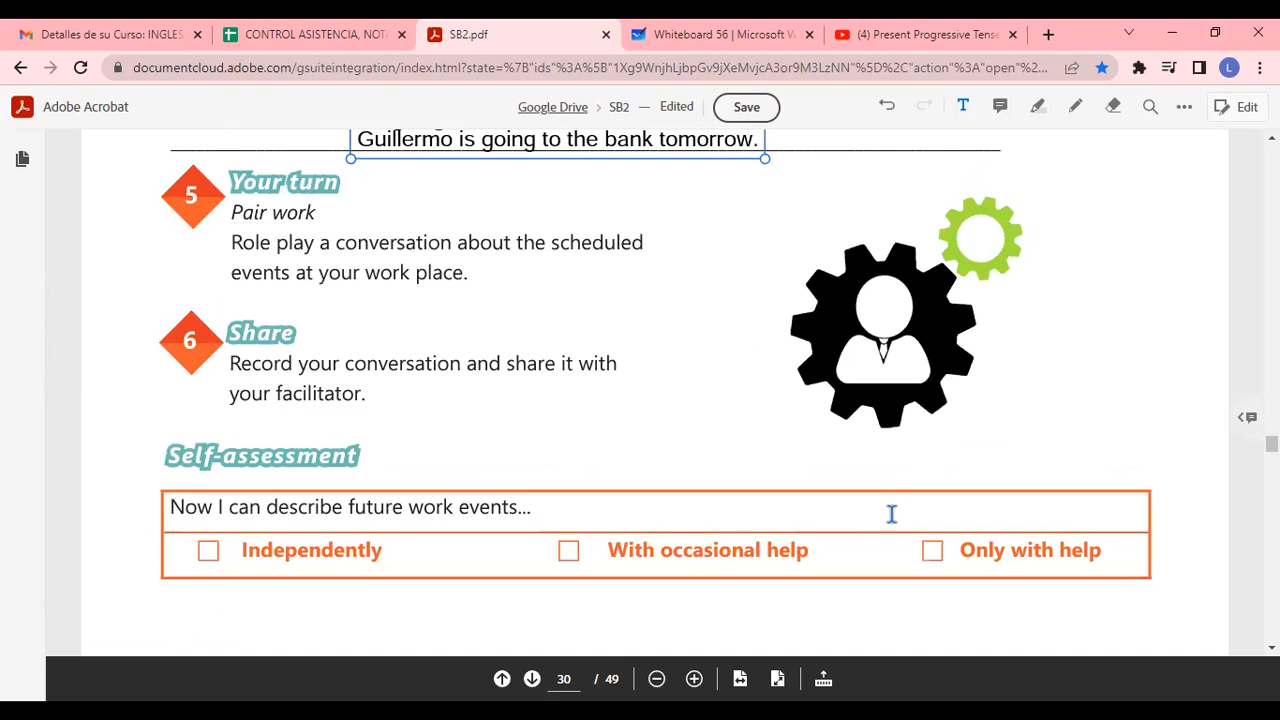 Detalles de su Curso: INGLES
CONTROL ASISTENCIA, NOTA
SB2.pdf
Whiteboard 56 | Microsoft W
(4) Present Progressive Tense
documentcloud.adobe.com/gsuiteintegration/index.html?state=%7B"ids"%3A%5B"1Xg9WnjhLjbpGv9jXeMvjcA3or9M3LzNN"%5D%2C"action"%3A"open"%2...
L
Adobe Acrobat
Google Drive > SB2 — Edited
Save
Edit
Guillermo is going to the bank tomorrow.
5
Your turn
Pair work
Role play a conversation about the scheduled
events at your work place.
6
Share
Record your conversation and share it with
your facilitator.
Self-assessment
Now I can describe future work events...
Independently
With occasional help
Only with help
30 / 49